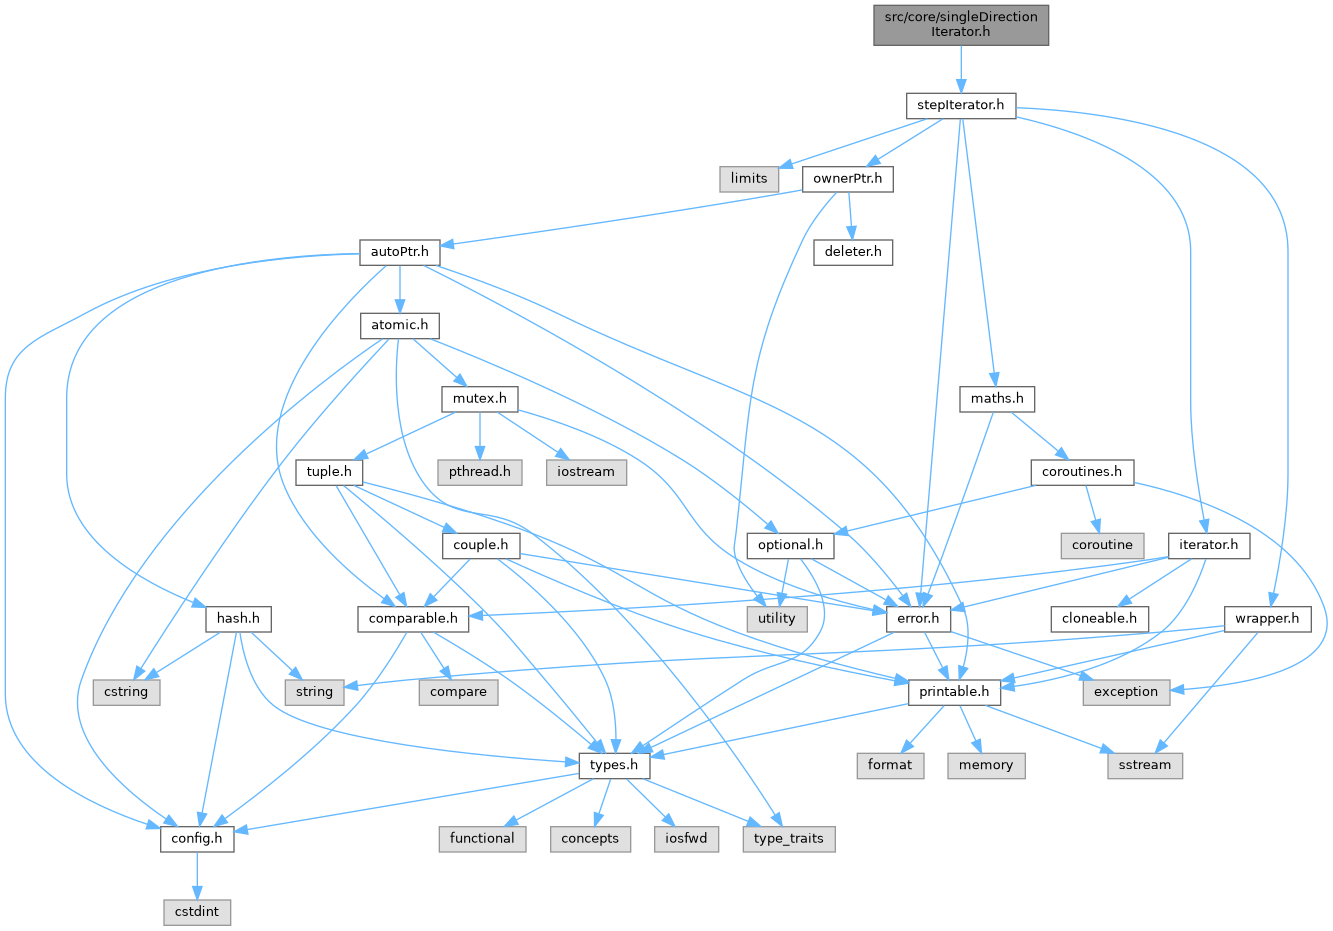 src/core/singleDirection
Iterator.h
stepIterator.h
limits
ownerPtr.h
autoPtr.h
deleter.h
atomic.h
mutex.h
maths.h
tuple.h
pthread.h
iostream
coroutines.h
couple.h
optional.h
coroutine
iterator.h
hash.h
comparable.h
utility
error.h
cloneable.h
wrapper.h
cstring
string
compare
printable.h
exception
types.h
format
memory
sstream
config.h
functional
concepts
iosfwd
type_traits
cstdint